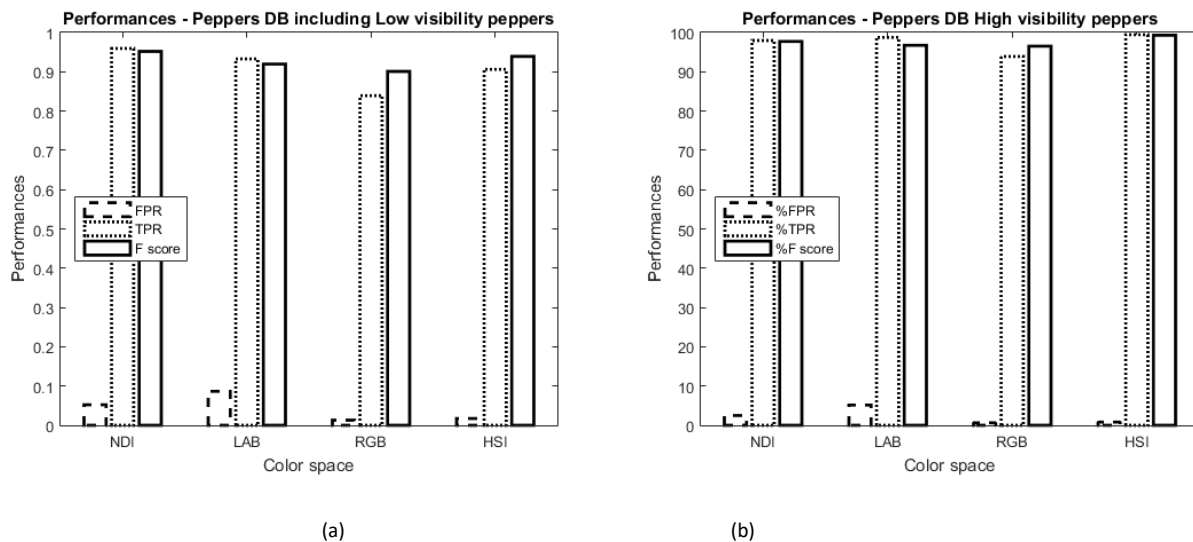 Performances - Peppers DB including Low visibility peppers
1
0.9
0.8
0.7
0.6
0.5
0.4
0.3
0.2
0.1
0
Performances
FPR
TPR
F score
NDI
LAB
RGB
HSI
Color space
(a)
Performances - Peppers DB High visibility peppers
100
90
80
70
60
50
40
30
20
10
0
Performances
%FPR
%TPR
%F score
NDI
LAB
RGB
HSI
Color space
(b)